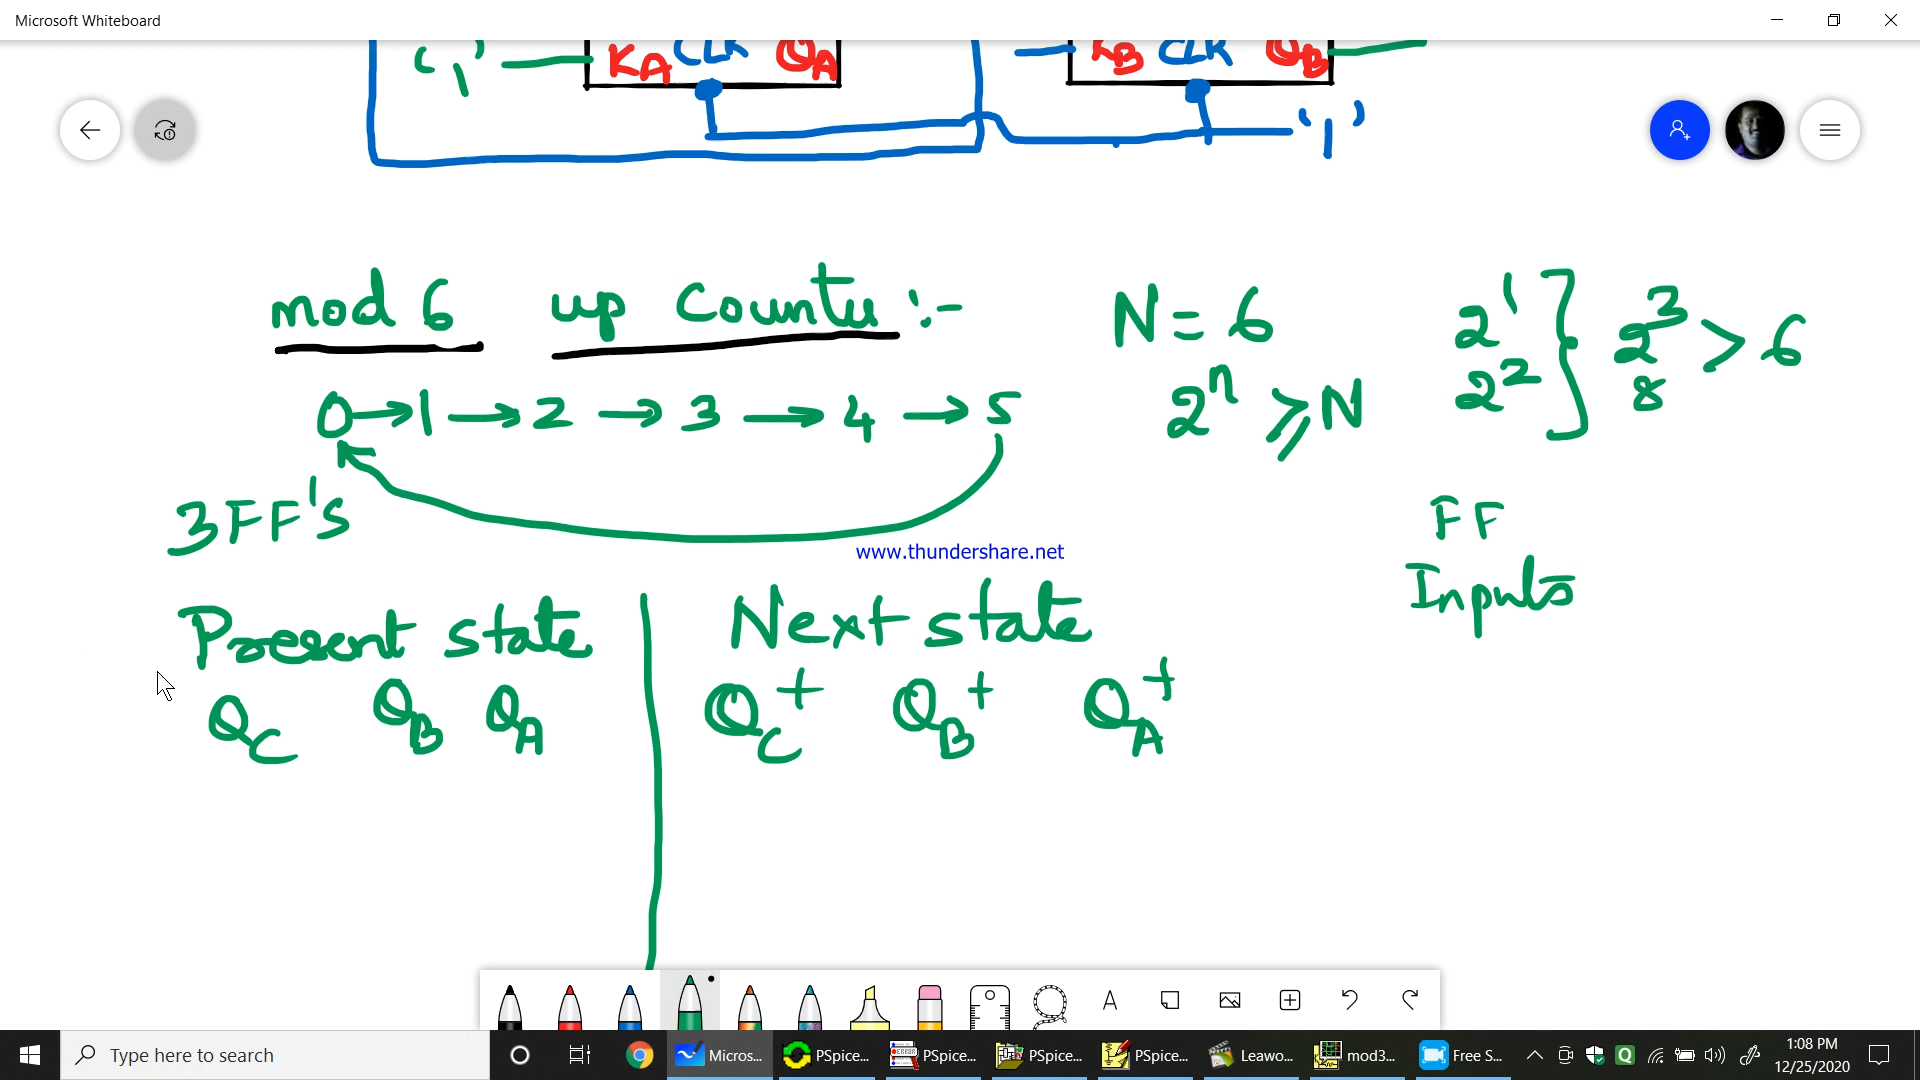 Microsoft Whiteboard
'1' KA CLK QA KB CLK QB
'1'
mod 6 up Counter :- N = 6 2^1 2^2 } 2^3 > 6
8
2^n ⩾ N
0 → 1 → 2 → 3 → 4 → 5
3FF's
www.thundershare.net
FF
Inputs
Present state Next state
QC QB QA QC+ QB+ QA+
Type here to search
Micros... PSpice... PSpice... PSpice... PSpice... Leawo... mod3... Free S...
1:08 PM
12/25/2020